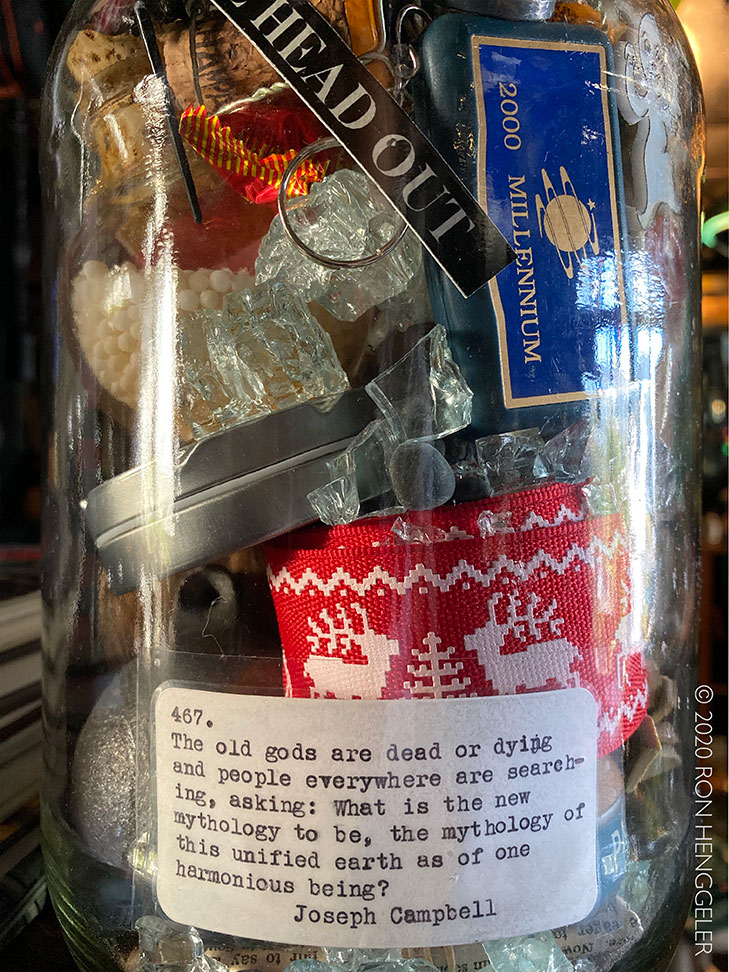 HEAD OUT
2000 MILLENNIUM
467.
The old gods are dead or dying
and people everywhere are search-
ing, asking: What is the new
mythology to be, the mythology of
this unified earth as of one
harmonious being?
Joseph Campbell
© 2020 RON HENGGELER